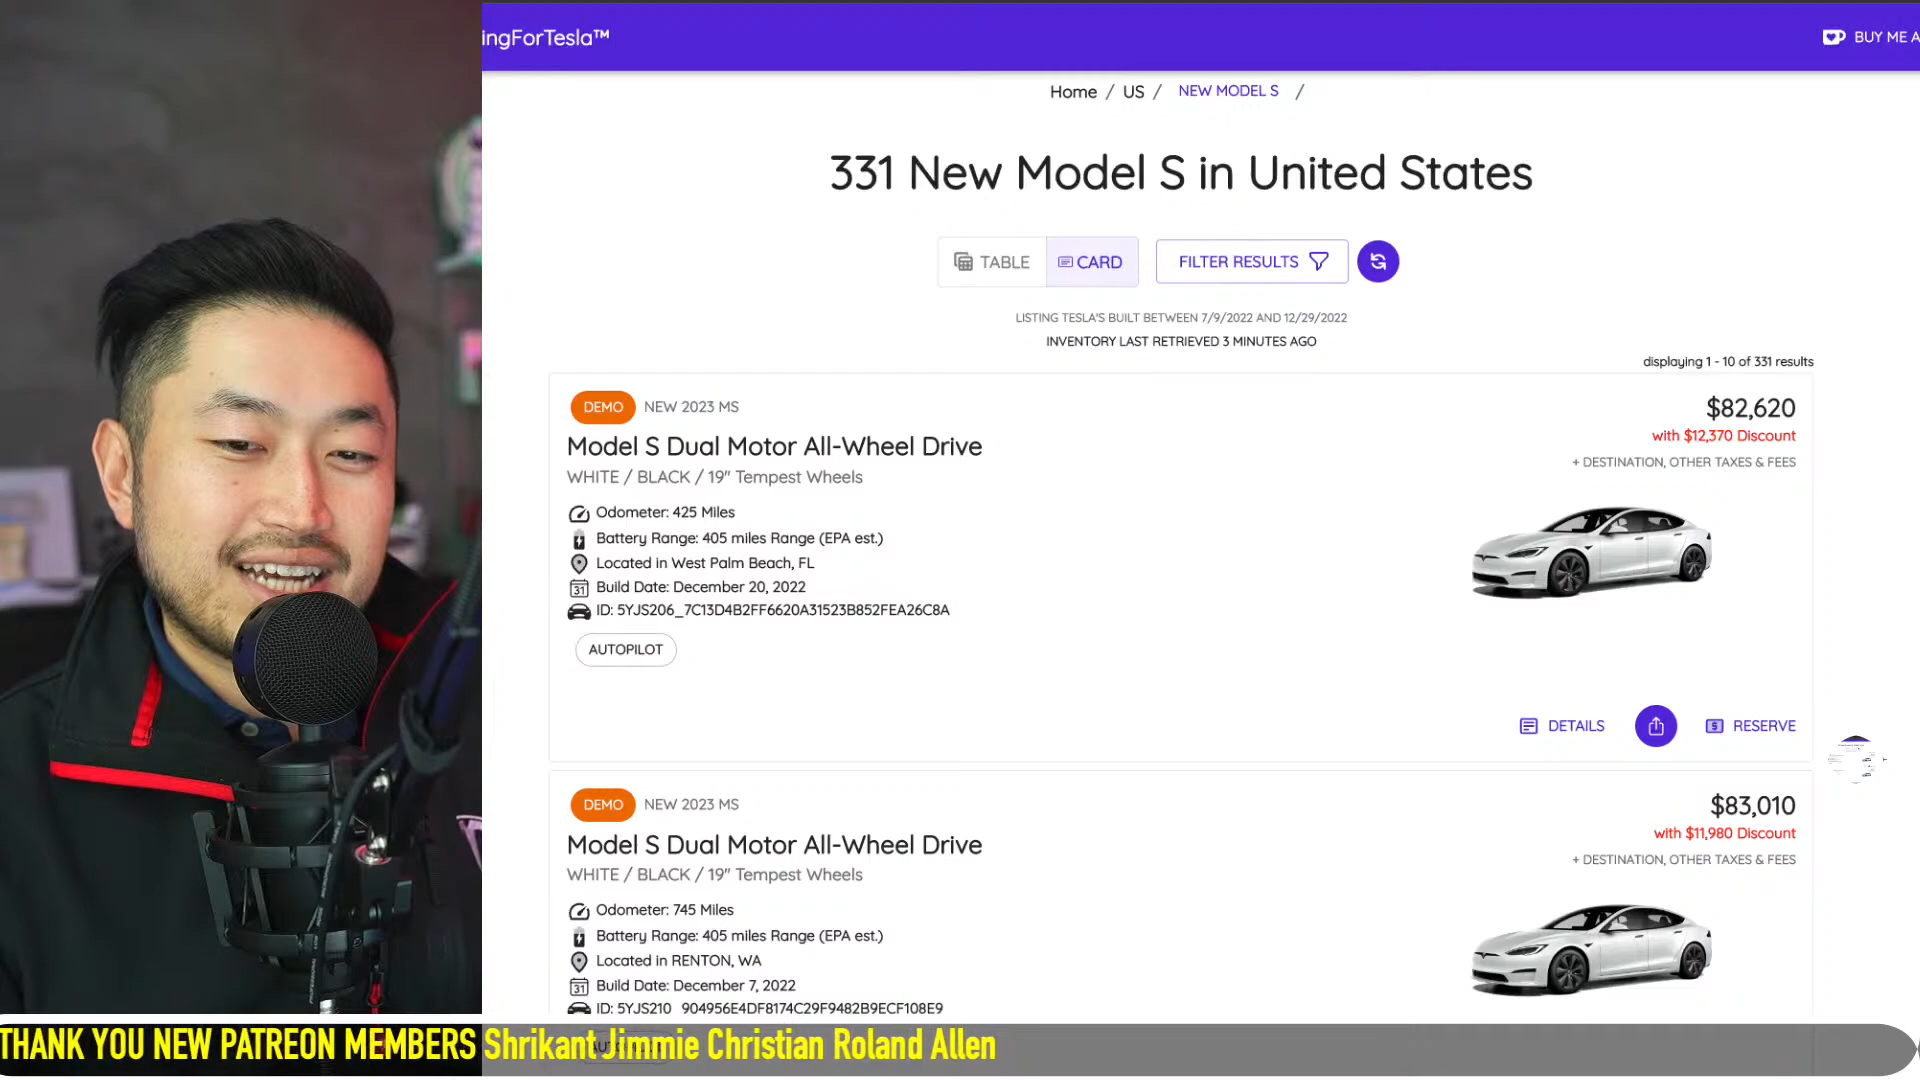 ingForTesla™
BUY ME A
Home / US / NEW MODEL S /
331 New Model S in United States
TABLE
CARD
FILTER RESULTS
LISTING TESLA'S BUILT BETWEEN 7/9/2022 AND 12/29/2022
INVENTORY LAST RETRIEVED 3 MINUTES AGO
displaying 1 - 10 of 331 results
DEMO NEW 2023 MS
$82,620
with $12,370 Discount
+ DESTINATION, OTHER TAXES & FEES
Model S Dual Motor All-Wheel Drive
WHITE / BLACK / 19" Tempest Wheels
Odometer: 425 Miles
Battery Range: 405 miles Range (EPA est.)
Located in West Palm Beach, FL
Build Date: December 20, 2022
ID: 5YJS206_7C13D4B2FF6620A31523B852FEA26C8A
AUTOPILOT
DETAILS
RESERVE
DEMO NEW 2023 MS
$83,010
with $11,980 Discount
+ DESTINATION, OTHER TAXES & FEES
Model S Dual Motor All-Wheel Drive
WHITE / BLACK / 19" Tempest Wheels
Odometer: 745 Miles
Battery Range: 405 miles Range (EPA est.)
Located in RENTON, WA
Build Date: December 7, 2022
ID: 5YJS210_904956E4DF8174C29F9482B9ECF108E9
THANK YOU NEW PATREON MEMBERS Shrikant Jimmie Christian Roland Allen